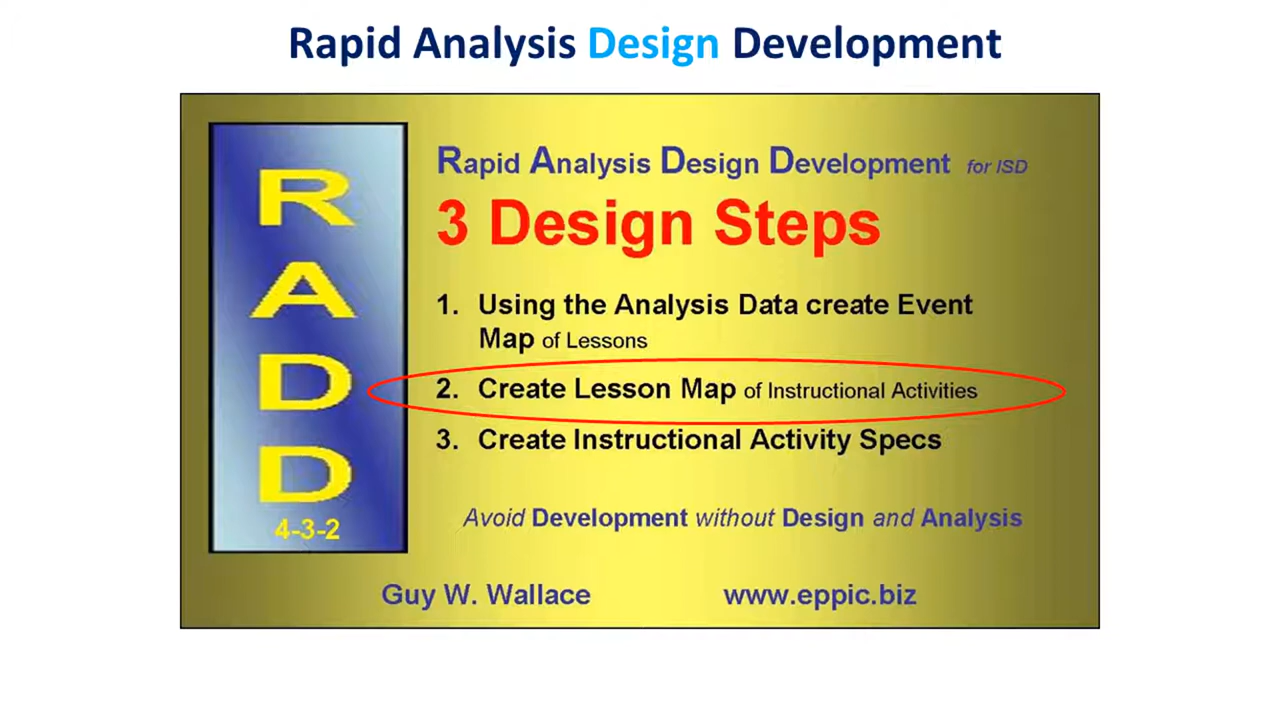 Rapid Analysis Design Development
R
A
D
D
4-3-2
Rapid Analysis Design Development for ISD
3 Design Steps
1. Using the Analysis Data create Event
Map of Lessons
2. Create Lesson Map of Instructional Activities
3. Create Instructional Activity Specs
Avoid Development without Design and Analysis
Guy W. Wallace www.eppic.biz